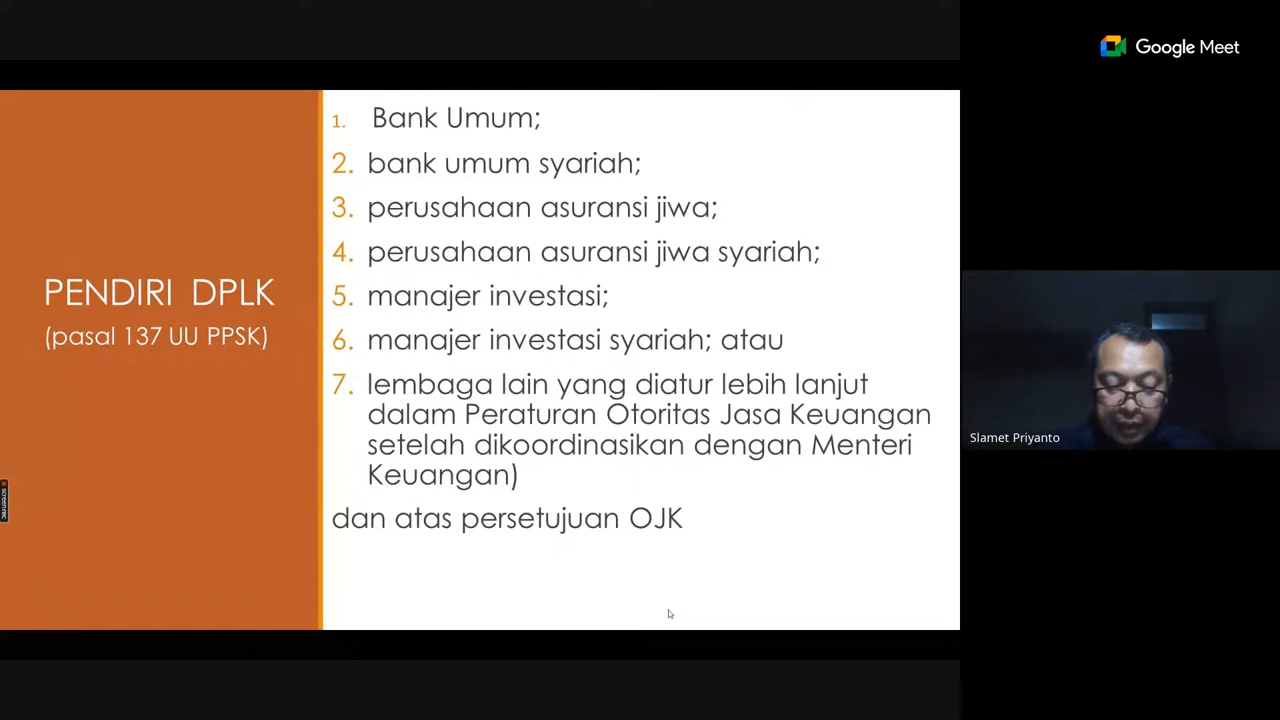 Google Meet
PENDIRI DPLK
(pasal 137 UU PPSK)
1. Bank Umum;
2. bank umum syariah;
3. perusahaan asuransi jiwa;
4. perusahaan asuransi jiwa syariah;
5. manajer investasi;
6. manajer investasi syariah; atau
7. lembaga lain yang diatur lebih lanjut
dalam Peraturan Otoritas Jasa Keuangan
setelah dikoordinasikan dengan Menteri
Keuangan)
dan atas persetujuan OJK
Slamet Priyanto
screenrec